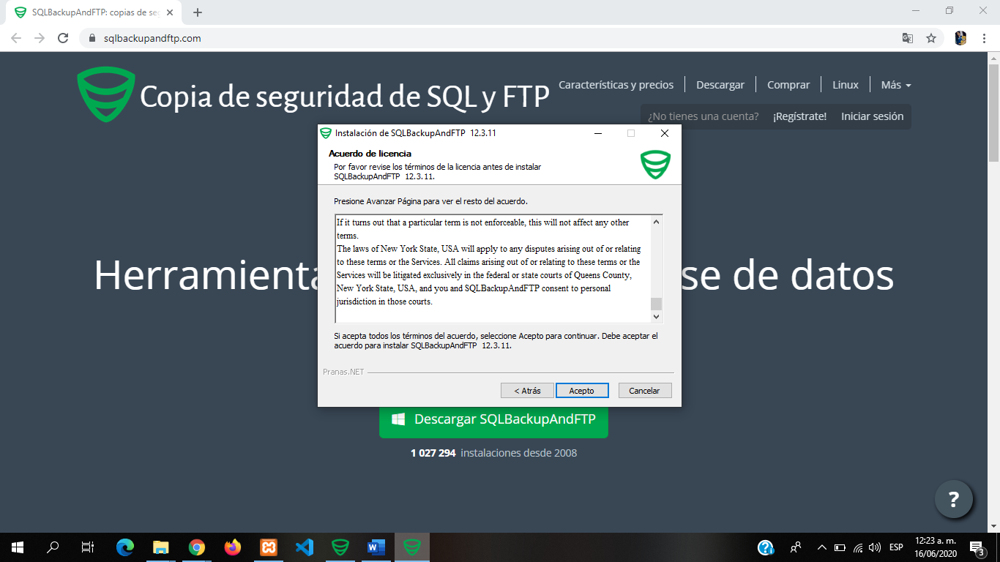 SQLBackupAndFTP: copias de seg
sqlbackupandftp.com
Copia de seguridad de SQL y FTP
Características y precios
Descargar
Comprar
Linux
Más
¿No tienes una cuenta?
¡Regístrate!
Iniciar sesión
Instalación de SQLBackupAndFTP 12.3.11
Acuerdo de licencia
Por favor revise los términos de la licencia antes de instalar
SQLBackupAndFTP 12.3.11.
Presione Avanzar Página para ver el resto del acuerdo.
If it turns out that a particular term is not enforceable, this will not affect any other
terms.
The laws of New York State, USA will apply to any disputes arising out of or relating
to these terms or the Services. All claims arising out of or relating to these terms or the
Services will be litigated exclusively in the federal or state courts of Queens County,
New York State, USA, and you and SQLBackupAndFTP consent to personal
jurisdiction in those courts.
Herramienta
se de datos
Si acepta todos los términos del acuerdo, seleccione Acepto para continuar. Debe aceptar el
acuerdo para instalar SQLBackupAndFTP 12.3.11.
Pranas.NET
< Atrás
Acepto
Cancelar
Descargar SQLBackupAndFTP
1 027 294 instalaciones desde 2008
?
ESP
12:23 a. m.
16/06/2020
3